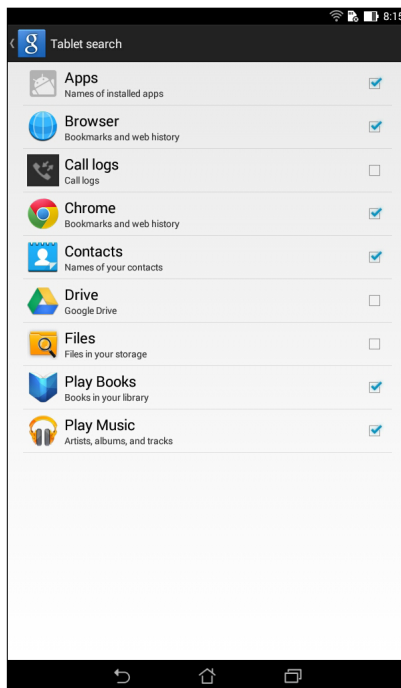 8:15
Tablet search
Apps
Names of installed apps
Browser
Bookmarks and web history
Call logs
Call logs
Chrome
Bookmarks and web history
Contacts
Names of your contacts
Drive
Google Drive
Files
Files in your storage
Play Books
Books in your library
Play Music
Artists, albums, and tracks